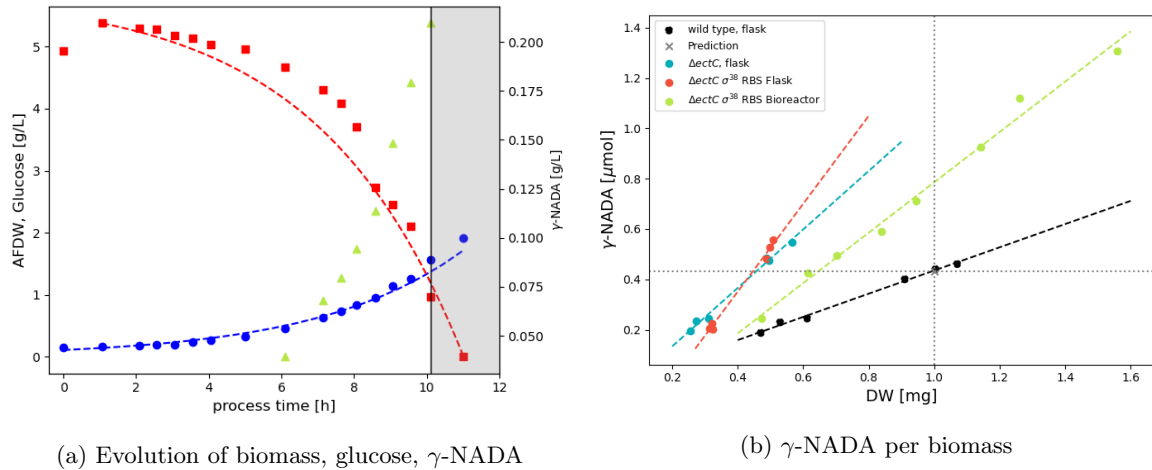 5
4
3
2
1
0
AFDW, Glucose [g/L]
0
2
4
6
8
10
12
process time [h]
0.200
0.175
0.150
0.125
0.100
0.075
0.050
γ-NADA [g/L]
(a) Evolution of biomass, glucose, γ-NADA
wild type, flask
Prediction
ΔectC, flask
ΔectC σ³⁸ RBS Flask
ΔectC σ³⁸ RBS Bioreactor
1.4
1.2
1.0
0.8
0.6
0.4
0.2
γ-NADA [μmol]
0.2
0.4
0.6
0.8
1.0
1.2
1.4
1.6
DW [mg]
(b) γ-NADA per biomass